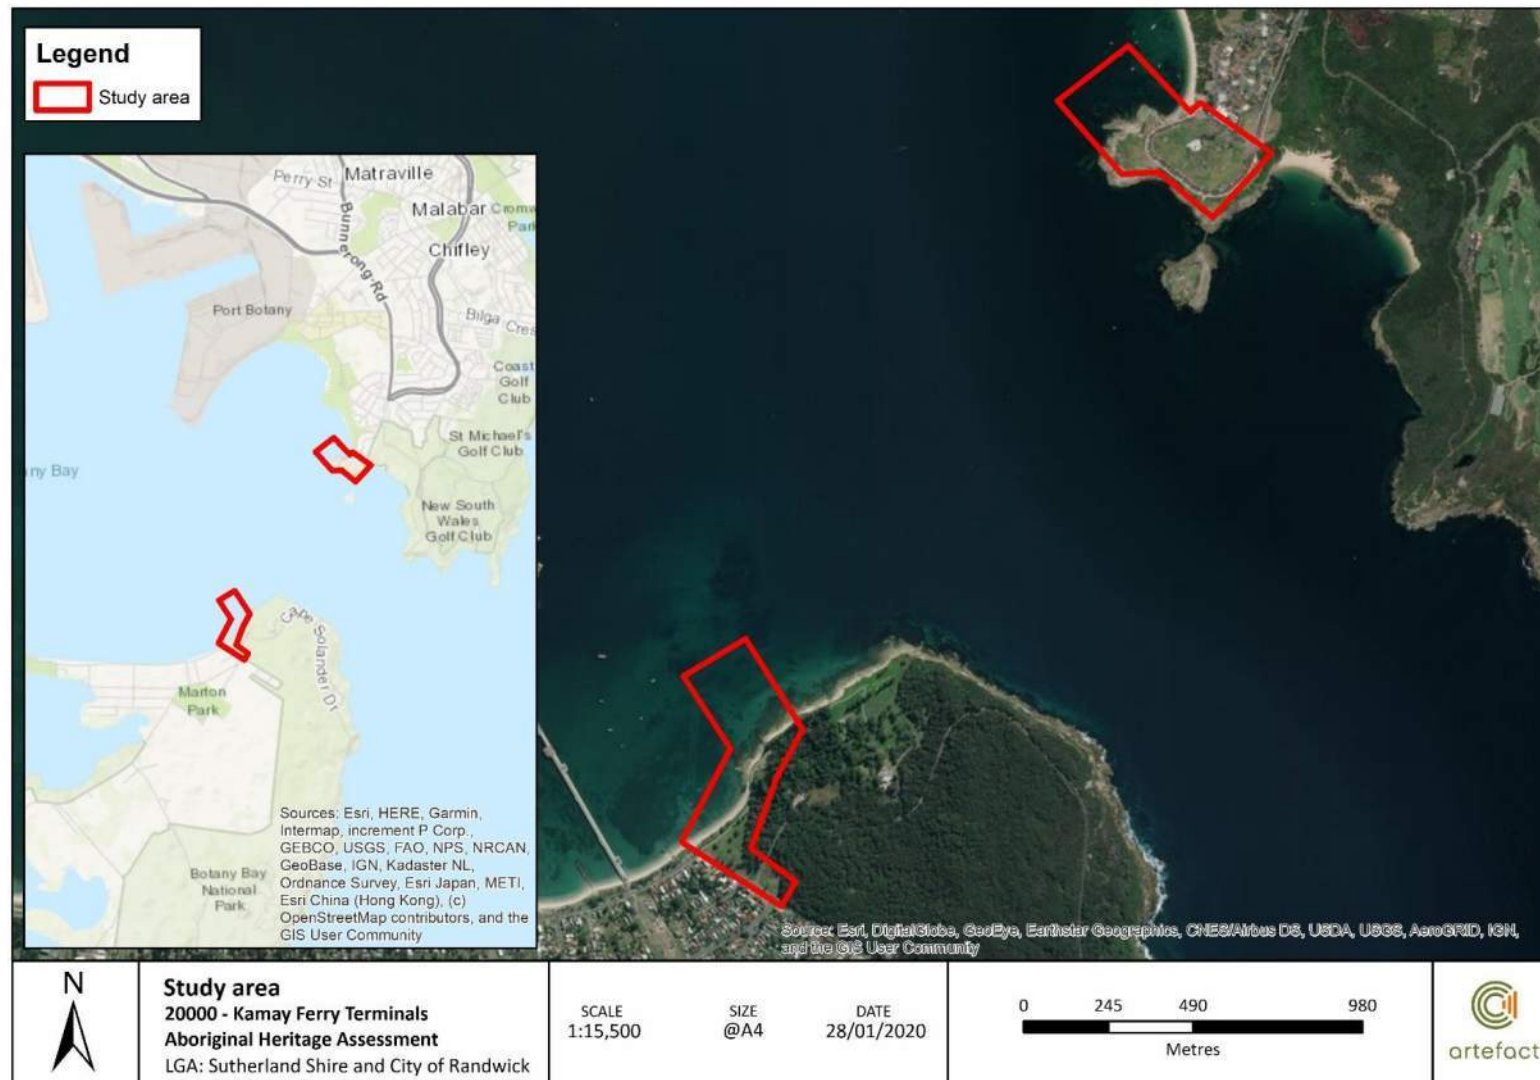 Legend
Study area
Perry St
Matraville
Malabar
Cromw
Park
Bunnerong Rd
Chifley
Port Botany
Bilga Cres
Coast
Golf
Club
St Michael's
Golf Club
ny Bay
New South
Wales
Golf Club
Cape Solander Dr
Marton
Park
Botany Bay
National
Park
Sources: Esri, HERE, Garmin,
Intermap, increment P Corp.,
GEBCO, USGS, FAO, NPS, NRCAN,
GeoBase, IGN, Kadaster NL,
Ordnance Survey, Esri Japan, METI,
Esri China (Hong Kong), (c)
OpenStreetMap contributors, and the
GIS User Community
Source: Esri, DigitalGlobe, GeoEye, Earthstar Geographics, CNES/Airbus DS, USDA, USGS, AeroGRID, IGN,
and the GIS User Community
N
Study area
20000 - Kamay Ferry Terminals
Aboriginal Heritage Assessment
LGA: Sutherland Shire and City of Randwick
SCALE
1:15,500
SIZE
@A4
DATE
28/01/2020
0 245 490 980
Metres
artefact